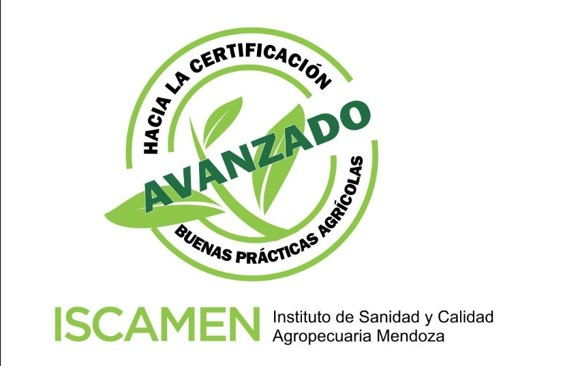 HACIA LA CERTIFICACIÓN
AVANZADO
BUENAS PRÁCTICAS AGRÍCOLAS
ISCAMEN
Instituto de Sanidad y Calidad
Agropecuaria Mendoza